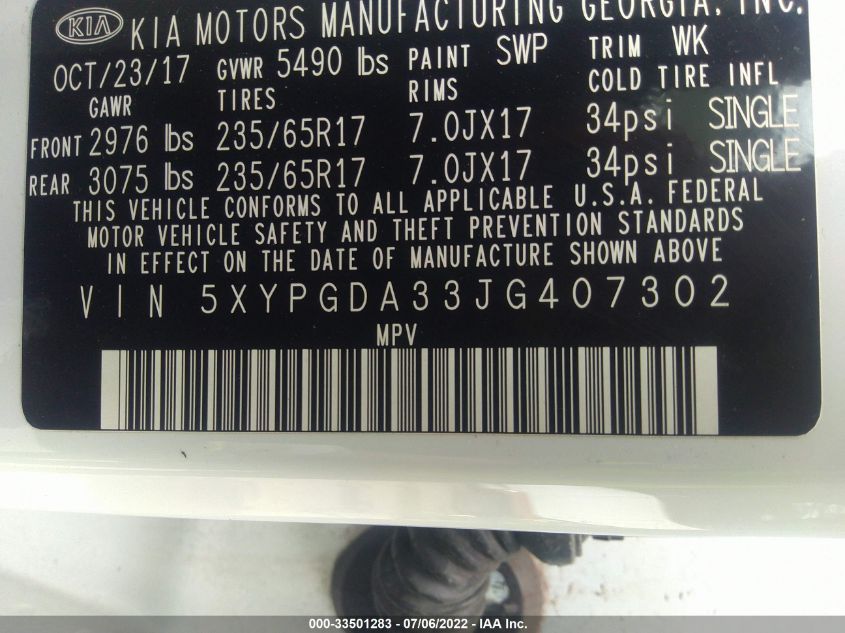 KIA KIA MOTORS MANUFACTURING GEORGIA, INC.
OCT/23/17 GVWR 5490 lbs PAINT SWP TRIM WK
GAWR TIRES RIMS COLD TIRE INFL
FRONT 2976 lbs 235/65R17 7.0JX17 34psi SINGLE
REAR 3075 lbs 235/65R17 7.0JX17 34psi SINGLE
THIS VEHICLE CONFORMS TO ALL APPLICABLE U.S.A. FEDERAL
MOTOR VEHICLE SAFETY AND THEFT PREVENTION STANDARDS
IN EFFECT ON THE DATE OF MANUFACTURE SHOWN ABOVE
VIN 5XYPGDA33JG407302
MPV
000-33501283 - 07/06/2022 - IAA Inc.